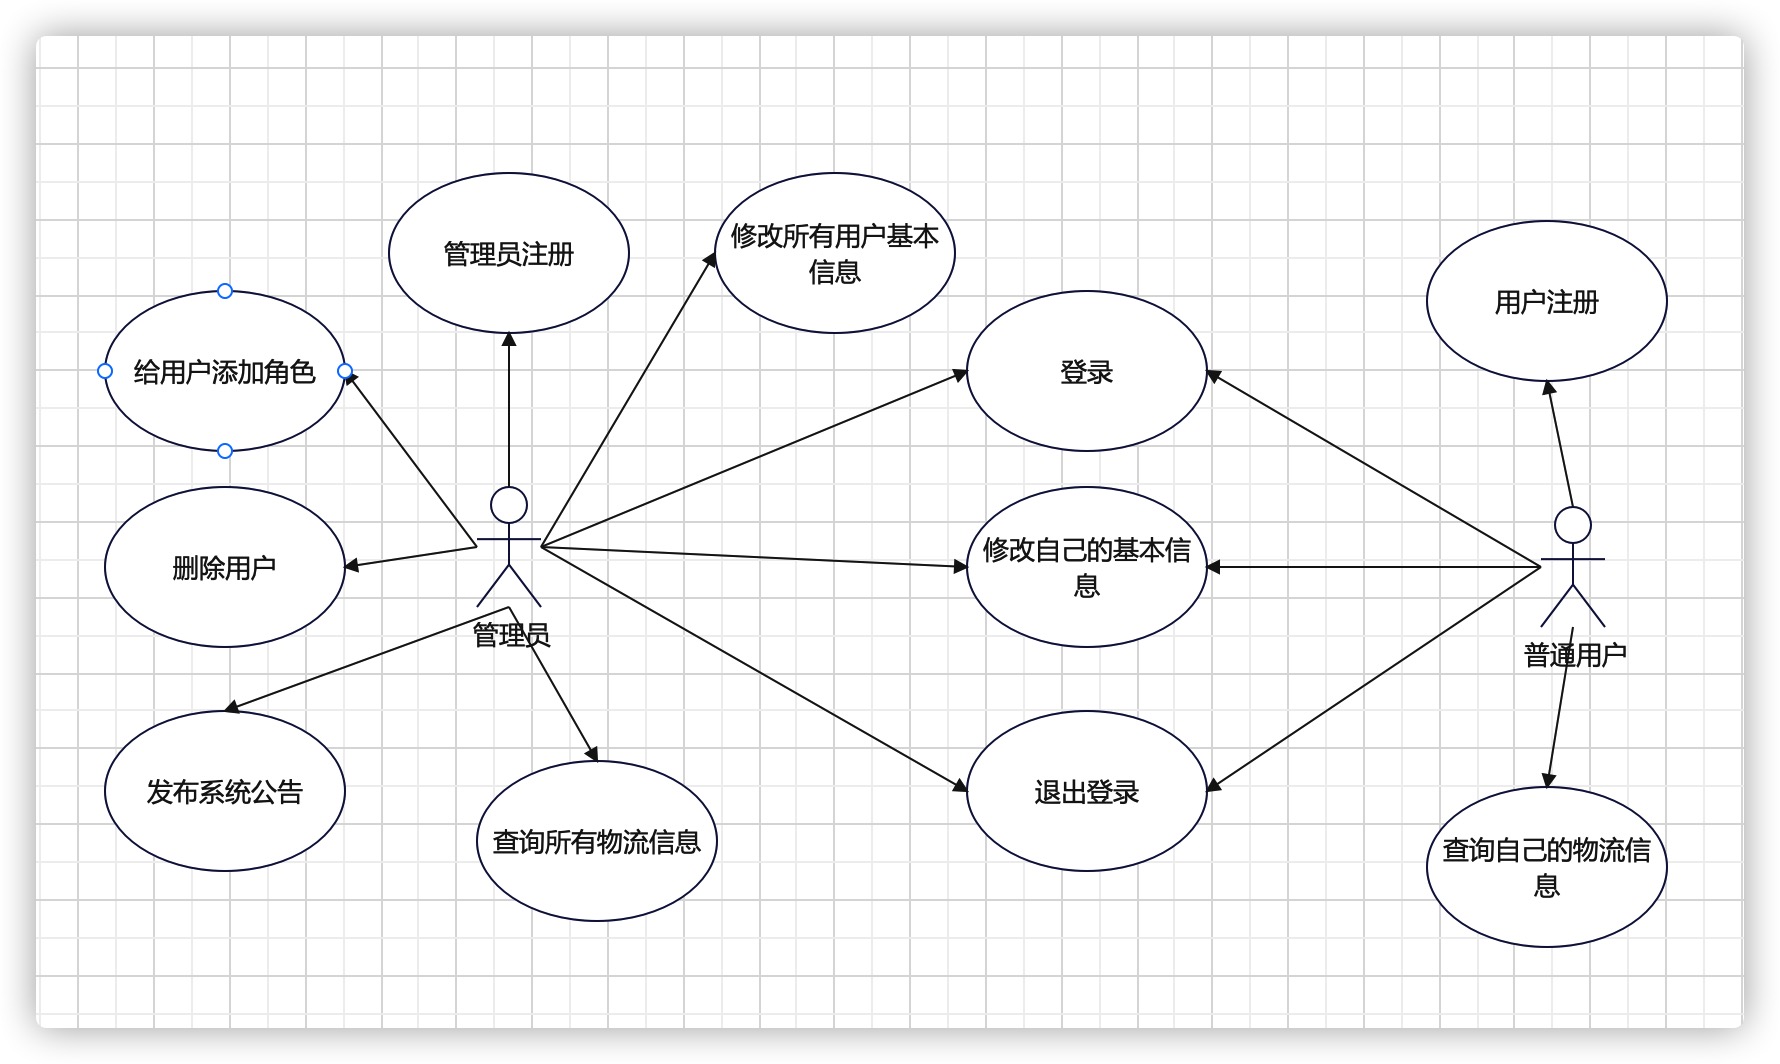 管理员注册
修改所有用户基本
信息
用户注册
给用户添加角色
登录
删除用户
修改自己的基本信
息
管理员
普通用户
发布系统公告
查询所有物流信息
退出登录
查询自己的物流信
息